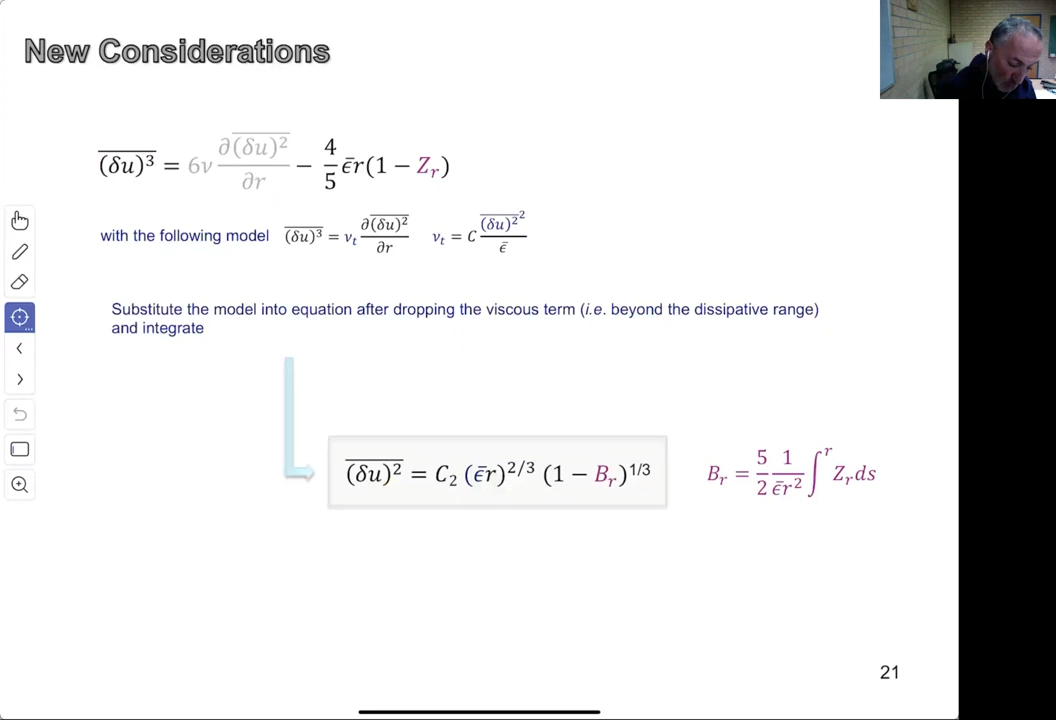 New Considerations
$\overline{(\delta u)^3} = 6\nu \frac{\partial \overline{(\delta u)^2}}{\partial r} - \frac{4}{5} \bar{\epsilon} r (1 - Z_r)$
with the following model $\overline{(\delta u)^3} = \nu_t \frac{\partial \overline{(\delta u)^2}}{\partial r}$ $\nu_t = C \frac{\overline{(\delta u)^2}^2}{\bar{\epsilon}}$
Substitute the model into equation after dropping the viscous term (i.e. beyond the dissipative range)
and integrate
$\overline{(\delta u)^2} = C_2 (\bar{\epsilon} r)^{2/3} (1 - B_r)^{1/3}$ $B_r = \frac{5}{2} \frac{1}{\bar{\epsilon} r^2} \int^r Z_r ds$
21